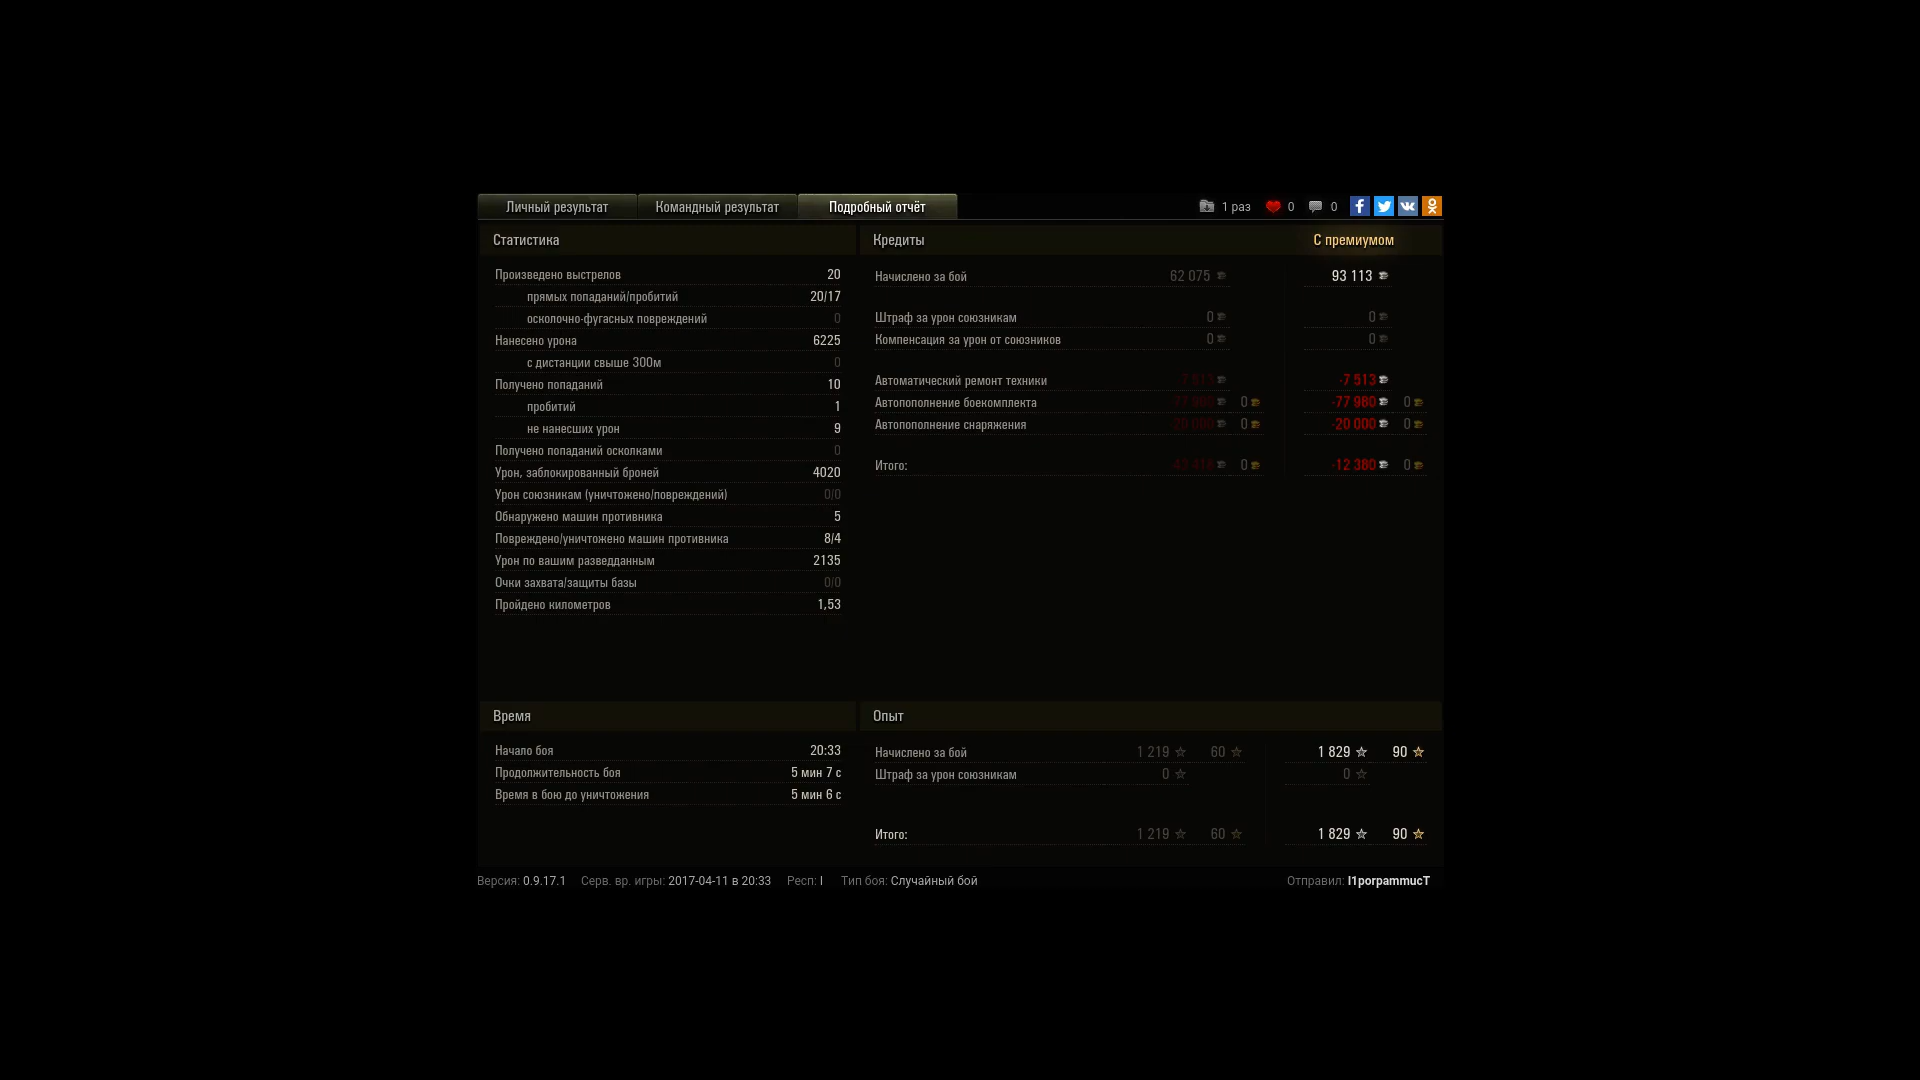 Личный результат Командный результат Подробный отчёт 1 раз 0 0
Статистика
Произведено выстрелов 20
прямых попаданий/пробитий 20/17
осколочно-фугасных повреждений 0
Нанесено урона 6225
с дистанции свыше 300м 0
Получено попаданий 10
пробитий 1
не нанесших урон 9
Получено попаданий осколками 0
Урон, заблокированный броней 4020
Урон союзникам (уничтожено/повреждений) 0/0
Обнаружено машин противника 5
Повреждено/уничтожено машин противника 8/4
Урон по вашим разведданным 2135
Очки захвата/защиты базы 0/0
Пройдено километров 1,53
Кредиты С премиумом
Начислено за бой 62 075 93 113
Штраф за урон союзникам 0 0
Компенсация за урон от союзников 0 0
Автоматический ремонт техники -7 513
Автопополнение боекомплекта 0 -77 980 0
Автопополнение снаряжения -20 000 0 -20 000 0
Итого: 0 -12 380 0
Время
Начало боя 20:33
Продолжительность боя 5 мин 7 с
Время в бою до уничтожения 5 мин 6 с
Опыт
Начислено за бой 1 219 60 1 829 90
Штраф за урон союзникам 0 0
Итого: 1 219 60 1 829 90
Версия: 0.9.17.1 Серв. вр. игры: 2017-04-11 в 20:33 Респ: I Тип боя: Случайный бой Отправил: I1porpammucT